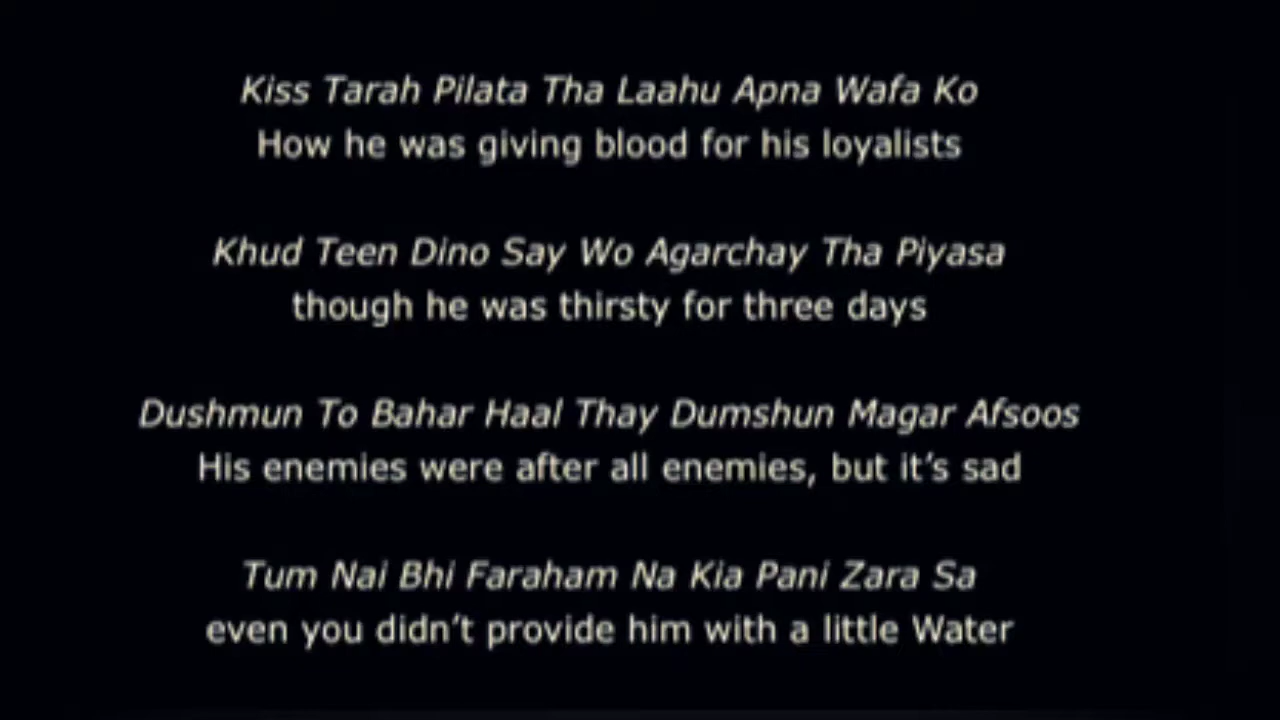 Kiss Tarah Pilata Tha Laahu Apna Wafa Ko
How he was giving blood for his loyalists
Khud Teen Dino Say Wo Agarchay Tha Piyasa
though he was thirsty for three days
Dushmun To Bahar Haal Thay Dumshun Magar Afsoos
His enemies were after all enemies, but it’s sad
Tum Nai Bhi Faraham Na Kia Pani Zara Sa
even you didn’t provide him with a little Water